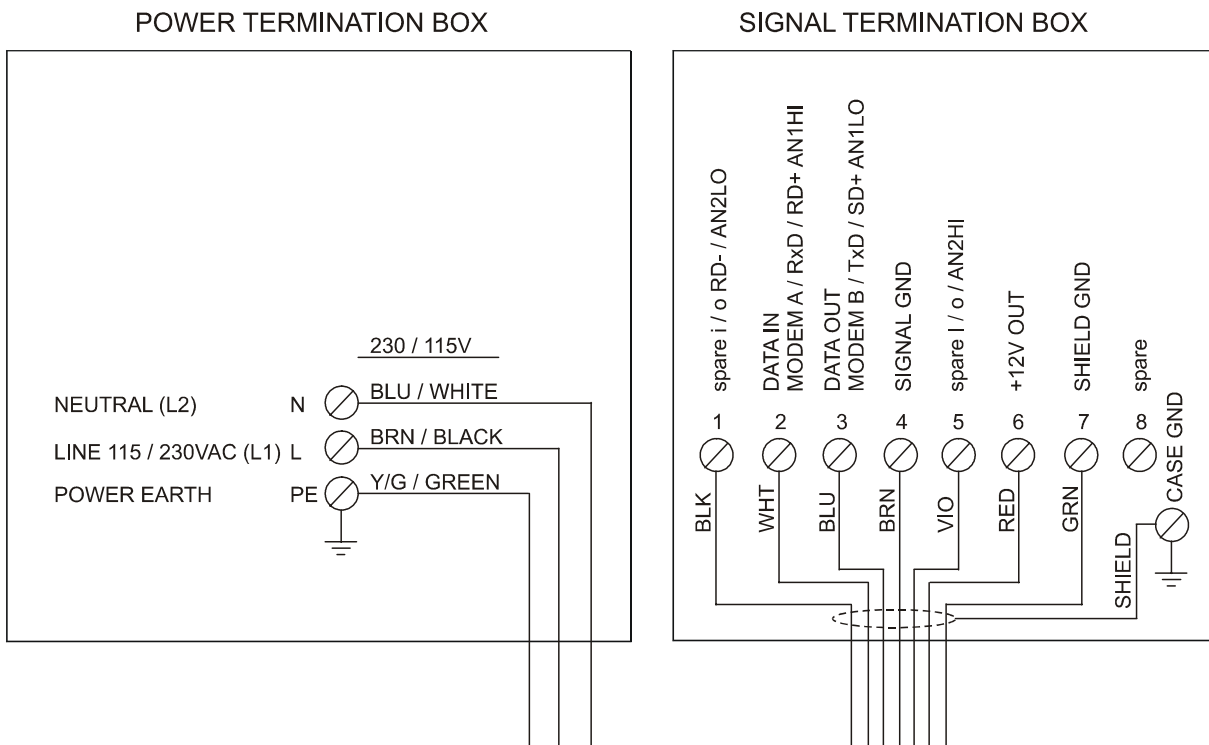 POWER TERMINATION BOX
230 / 115V
NEUTRAL (L2) N BLU / WHITE
LINE 115 / 230VAC (L1) L BRN / BLACK
POWER EARTH PE Y/G / GREEN
SIGNAL TERMINATION BOX
spare i / o RD- / AN2LO
DATA IN
MODEM A / RxD / RD+ AN1HI
DATA OUT
MODEM B / TxD / SD+ AN1LO
SIGNAL GND
spare I / o / AN2HI
+12V OUT
SHIELD GND
spare
1 2 3 4 5 6 7 8
CASE GND
BLK
WHT
BLU
BRN
VIO
RED
GRN
SHIELD